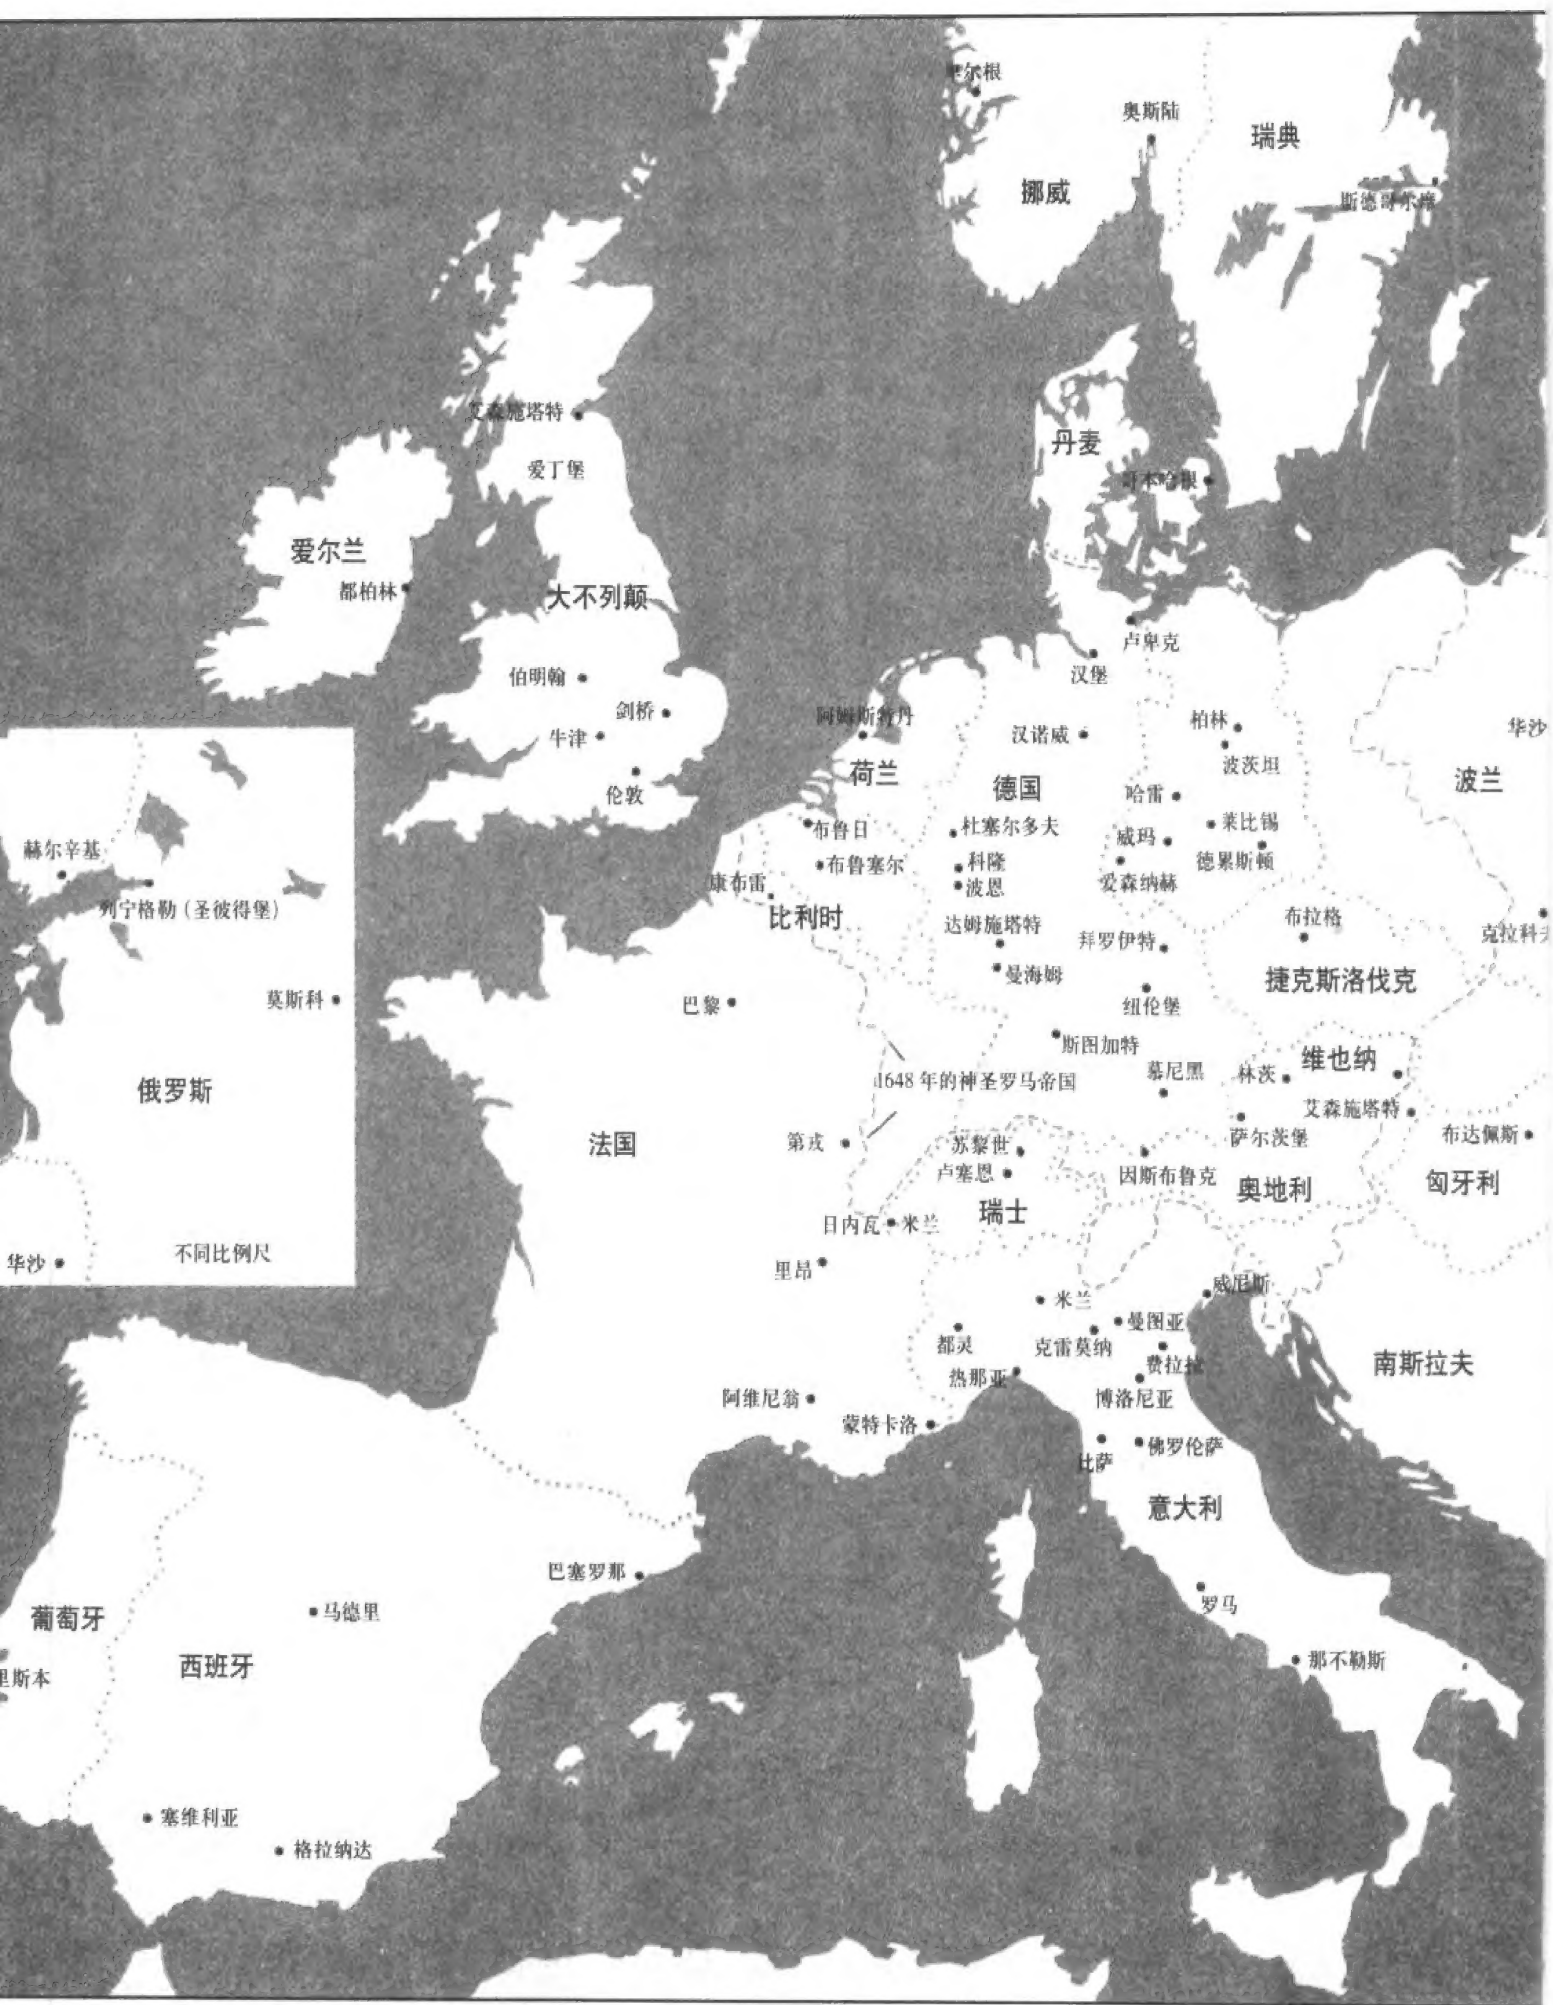 卑尔根
奥斯陆
瑞典
挪威
斯德哥尔摩
艾森施塔特
丹麦
爱丁堡
哥本哈根
爱尔兰
都柏林
大不列颠
卢卑克
汉堡
伯明翰
剑桥
阿姆斯特丹
柏林
华沙
牛津
汉诺威
波茨坦
荷兰
德国
波兰
伦敦
哈雷
布鲁日
杜塞尔多夫
莱比锡
威玛
赫尔辛基
布鲁塞尔
科隆
德累斯顿
康布雷
波恩
爱森纳赫
列宁格勒（圣彼得堡）
比利时
布拉格
达姆施塔特
拜罗伊特
克拉科夫
曼海姆
捷克斯洛伐克
莫斯科
巴黎
纽伦堡
斯图加特
维也纳
慕尼黑
林茨
1648 年的神圣罗马帝国
俄罗斯
艾森施塔特
法国
第戎
苏黎世
萨尔茨堡
布达佩斯
卢塞恩
因斯布鲁克
奥地利
匈牙利
瑞士
日内瓦
米兰
不同比例尺
华沙
里昂
威尼斯
米兰
曼图亚
都灵
克雷莫纳
费拉拉
南斯拉夫
热那亚
阿维尼翁
博洛尼亚
蒙特卡洛
佛罗伦萨
比萨
意大利
巴塞罗那
罗马
葡萄牙
马德里
那不勒斯
西班牙
里斯本
塞维利亚
格拉纳达